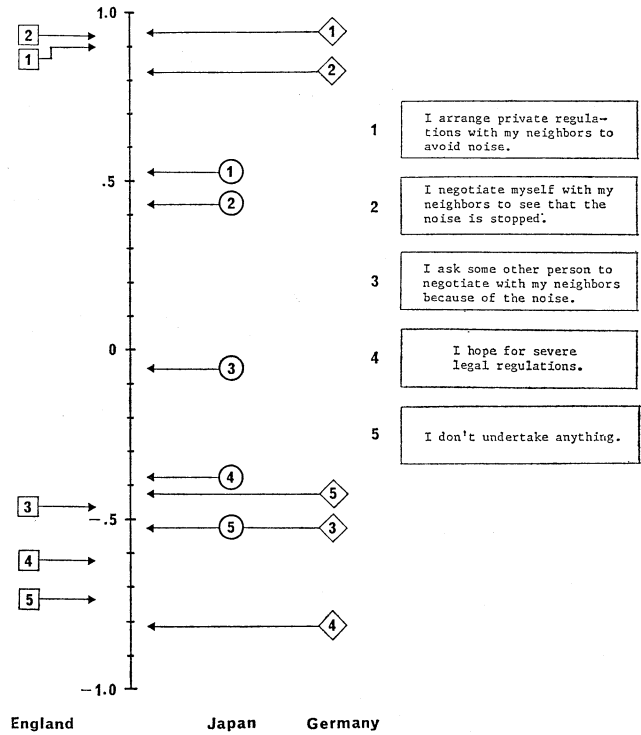 1.0
2
1
1
2
1
I arrange private regula-
tions with my neighbors to
avoid noise.
1
.5
2
2
I negotiate myself with my
neighbors to see that the
noise is stopped.
3
I ask some other person to
negotiate with my neighbors
because of the noise.
0
3
4
I hope for severe
legal regulations.
5
I don't undertake anything.
4
5
3
-.5
5
3
4
5
4
-1.0
England
Japan
Germany